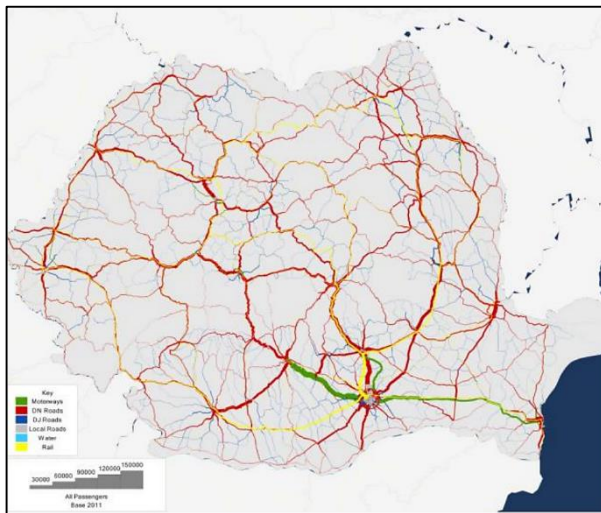 Key
Motorways
DN Roads
DJ Roads
Local Roads
Water
Rail
30000 60000 90000 120000 150000
All Passengers
Base 2011